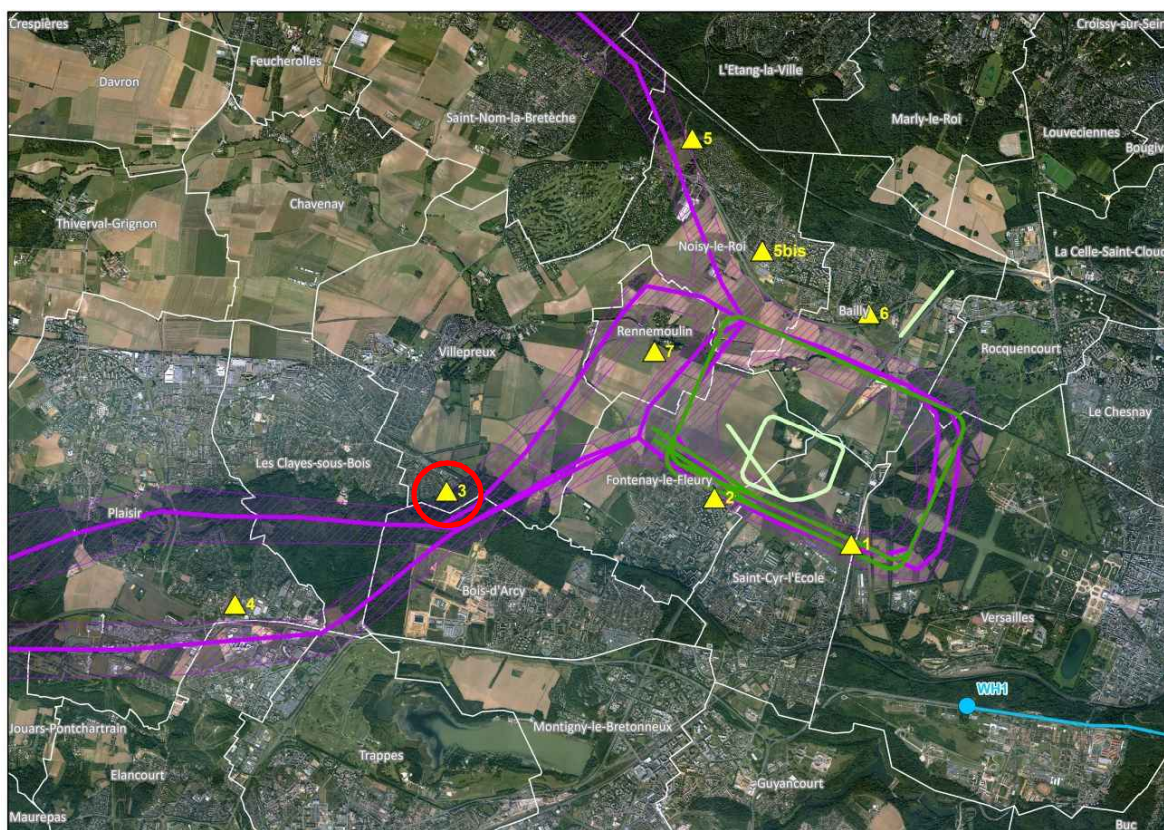 Crespières
Croissy-sur-Sein
Feucherolles
L'Etang-la-Ville
Davron
Saint-Nom-la-Bretèche
Marly-le-Roi
Louveciennes
5
Bougiv
Chavenay
Thiverval-Grignon
Noisy-le-Roi
5bis
La Celle-Saint-Cloud
Bailly
6
Rennemoulin
Villepreux
7
Rocquencourt
Le Chesnay
Les Clayes-sous-Bois
3
Fontenay-le-Fleury
2
Plaisir
1
Saint-Cyr-l'Ecole
Bois-d'Arcy
4
Versailles
WH1
Jouars-Pontchartrain
Montigny-le-Bretonneux
Trappes
Elancourt
Guyancourt
Maurepas
Buc